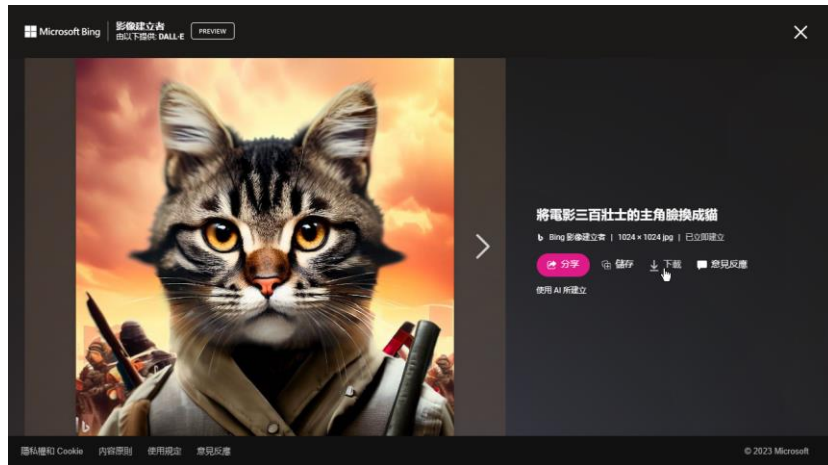 Microsoft Bing
影像建立者
由以下提供: DALL·E
PREVIEW
將電影三百壯士的主角臉換成貓
Bing 影像建立者 | 1024 × 1024 jpg | 已立即建立
分享 儲存 下載 意見反應
使用 AI 所建立
隱私權和 Cookie 內容原則 使用規定 意見反應 © 2023 Microsoft